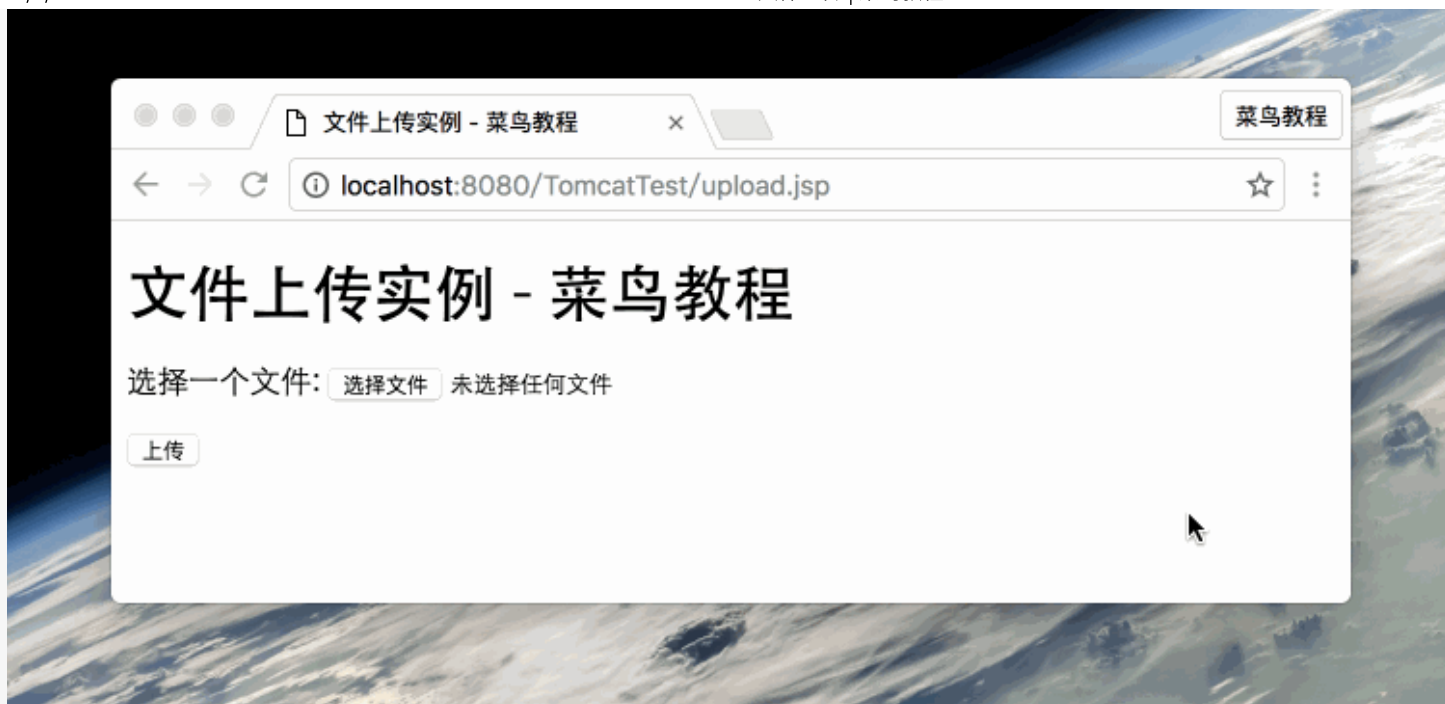 文件上传实例 - 菜鸟教程
菜鸟教程
localhost:8080/TomcatTest/upload.jsp
文件上传实例 - 菜鸟教程
选择一个文件: 选择文件 未选择任何文件
上传